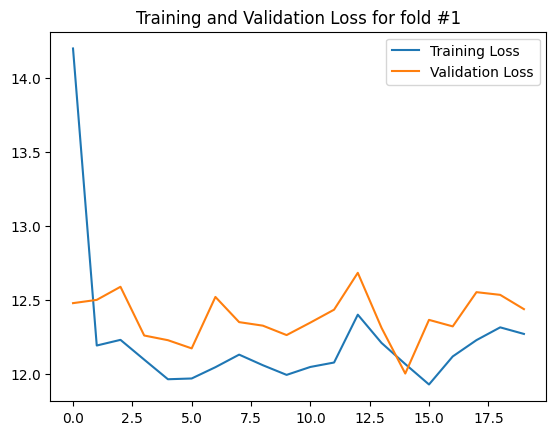 Training and Validation Loss for fold #1
Training Loss
Validation Loss
14.0
13.5
13.0
12.5
12.0
0.0 2.5 5.0 7.5 10.0 12.5 15.0 17.5